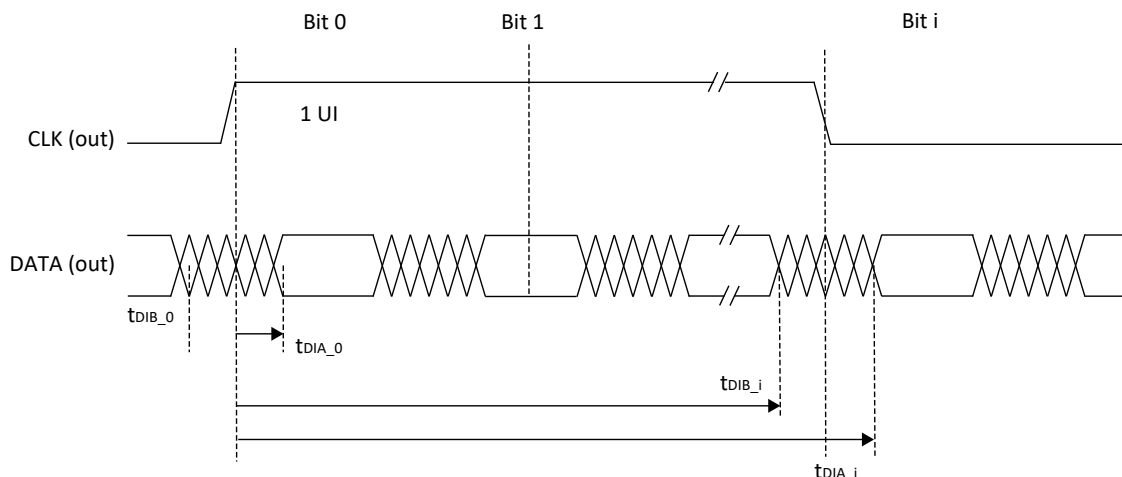 Bit 0 Bit 1 Bit i
1 UI
CLK (out)
DATA (out)
tDIB_0
tDIA_0
tDIB_i
tDIA_i